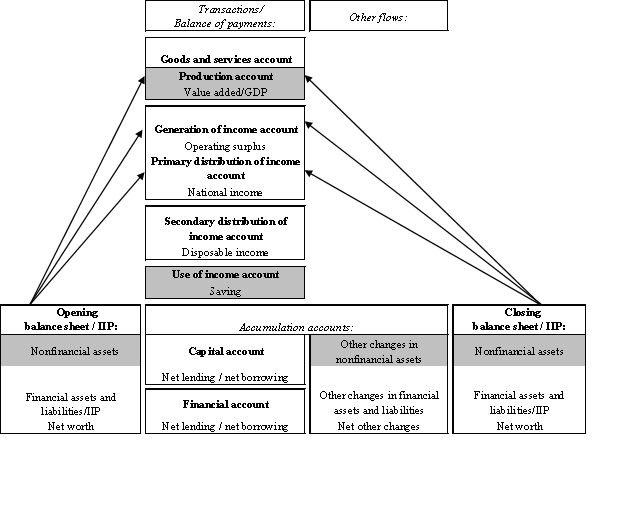 Transactions/
Balance of payments:
Other flows:
Goods and services account
Production account
Value added/GDP
Generation of income account
Operating surplus
Primary distribution of income
account
National income
Secondary distribution of
income account
Disposable income
Use of income account
Saving
Opening
balance sheet / IIP:
Nonfinancial assets
Financial assets and
liabilities/IIP
Net worth
Accumulation accounts:
Capital account
Net lending / net borrowing
Financial account
Net lending / net borrowing
Other changes in
nonfinancial assets
Other changes in financial
assets and liabilities
Net other changes
Closing
balance sheet / IIP:
Nonfinancial assets
Financial assets and
liabilities/IIP
Net worth